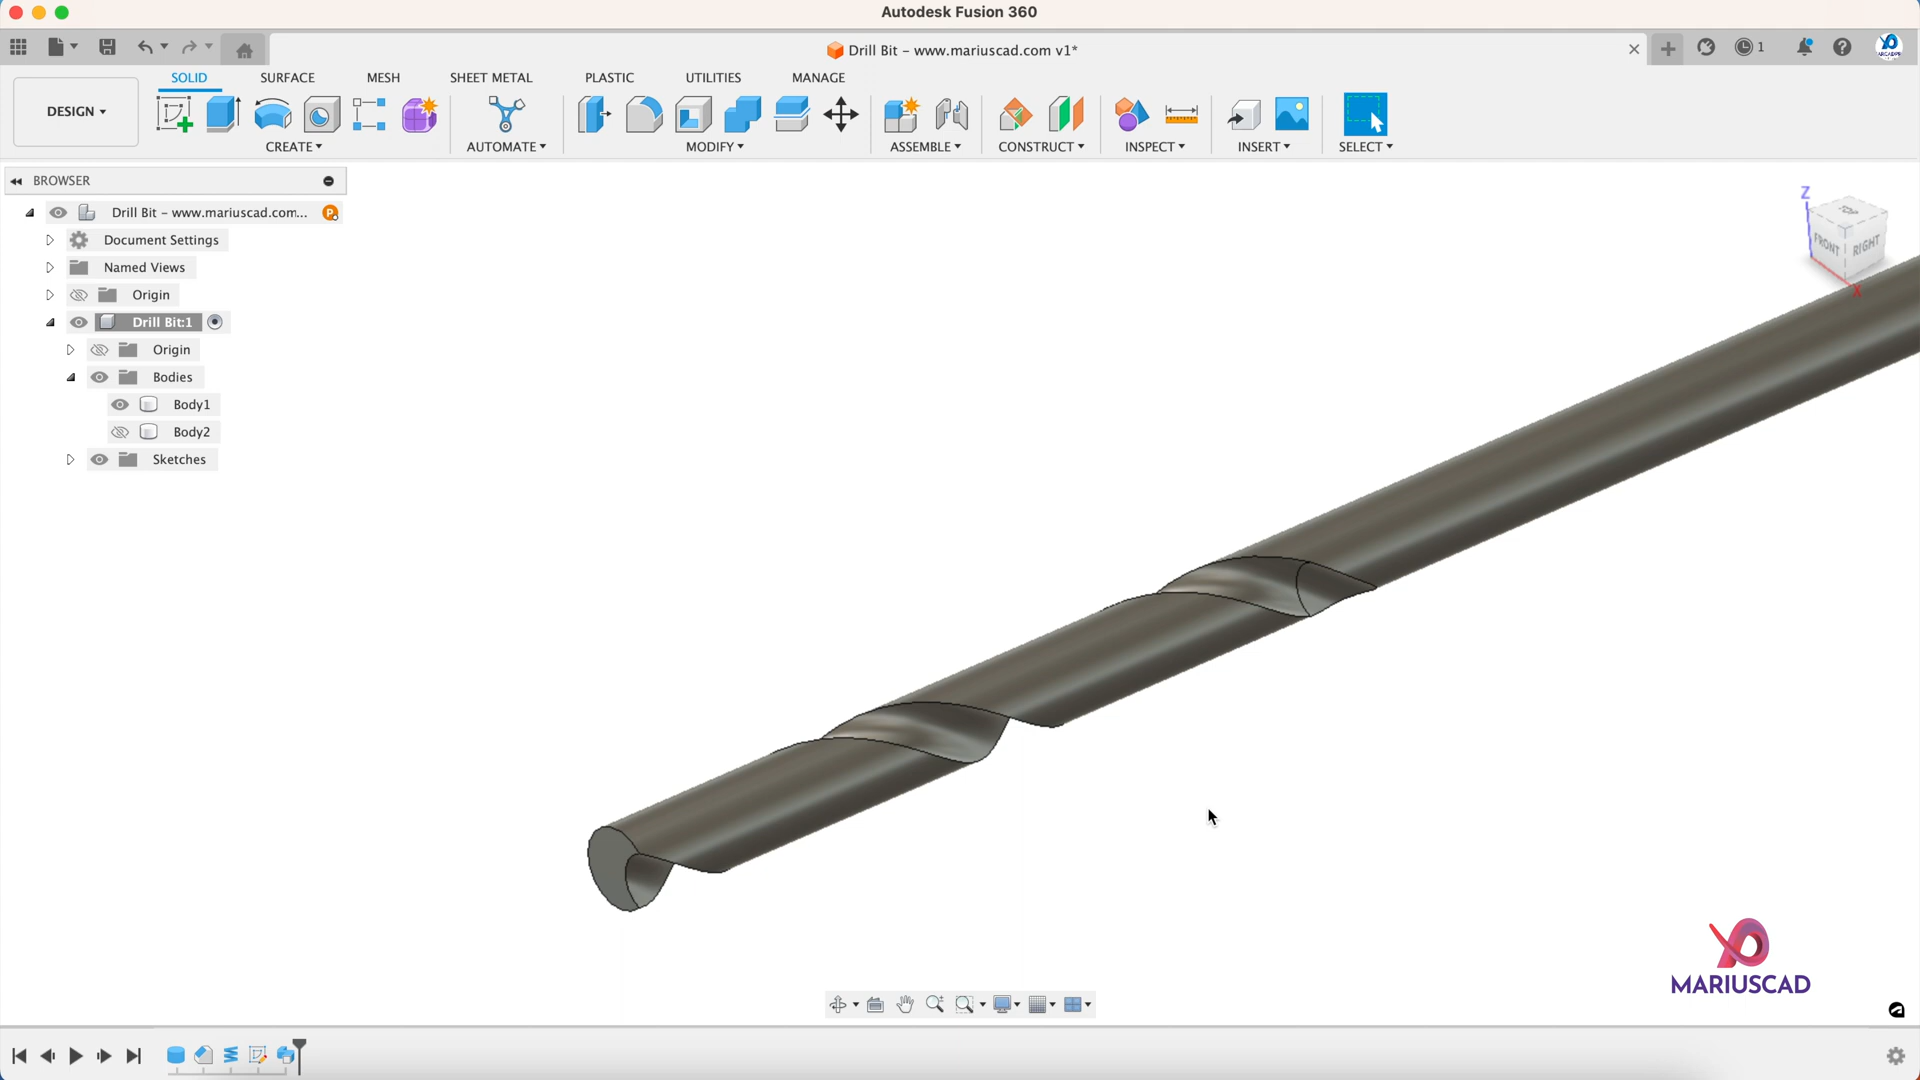 Autodesk Fusion 360
Drill Bit – www.mariuscad.com v1*
1
SOLID
SURFACE
MESH
SHEET METAL
PLASTIC
UTILITIES
MANAGE
DESIGN
CREATE
AUTOMATE
MODIFY
ASSEMBLE
CONSTRUCT
INSPECT
INSERT
SELECT
BROWSER
Drill Bit – www.mariuscad.com...
P
Document Settings
Named Views
Origin
Drill Bit:1
Origin
Bodies
Body1
Body2
Sketches
Z
TOP
FRONT
RIGHT
X
MARIUSCAD